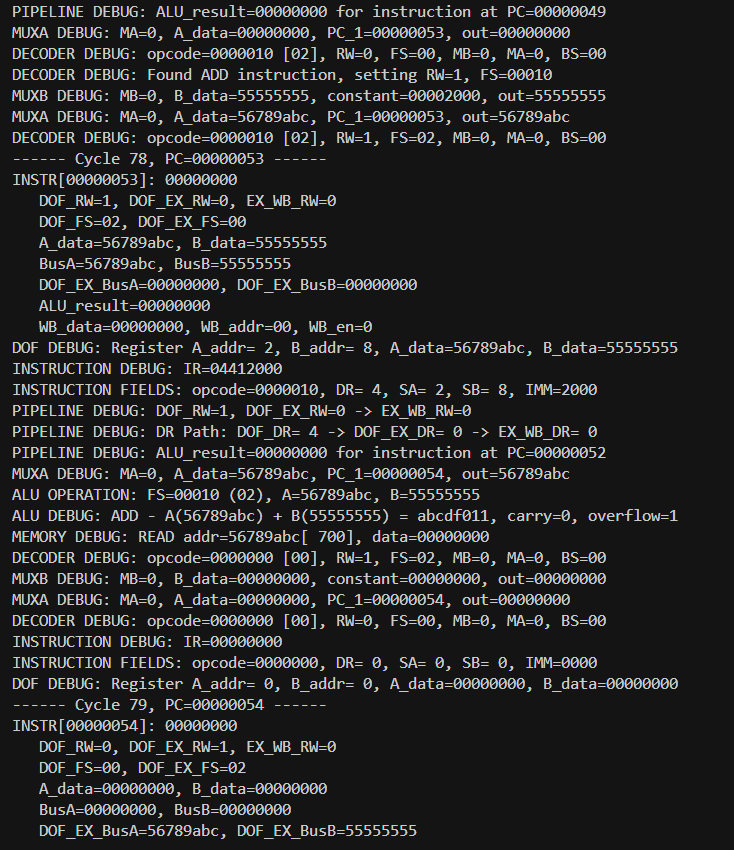 PIPELINE DEBUG: ALU_result=00000000 for instruction at PC=00000049
MUXA DEBUG: MA=0, A_data=00000000, PC_1=00000053, out=00000000
DECODER DEBUG: opcode=0000010 [02], RW=0, FS=00, MB=0, MA=0, BS=00
DECODER DEBUG: Found ADD instruction, setting RW=1, FS=00010
MUXB DEBUG: MB=0, B_data=55555555, constant=00002000, out=55555555
MUXA DEBUG: MA=0, A_data=56789abc, PC_1=00000053, out=56789abc
DECODER DEBUG: opcode=0000010 [02], RW=1, FS=02, MB=0, MA=0, BS=00
------ Cycle 78, PC=00000053 ------
INSTR[00000053]: 00000000
   DOF_RW=1, DOF_EX_RW=0, EX_WB_RW=0
   DOF_FS=02, DOF_EX_FS=00
   A_data=56789abc, B_data=55555555
   BusA=56789abc, BusB=55555555
   DOF_EX_BusA=00000000, DOF_EX_BusB=00000000
   ALU_result=00000000
   WB_data=00000000, WB_addr=00, WB_en=0
DOF DEBUG: Register A_addr= 2, B_addr= 8, A_data=56789abc, B_data=55555555
INSTRUCTION DEBUG: IR=04412000
INSTRUCTION FIELDS: opcode=0000010, DR= 4, SA= 2, SB= 8, IMM=2000
PIPELINE DEBUG: DOF_RW=1, DOF_EX_RW=0 -> EX_WB_RW=0
PIPELINE DEBUG: DR Path: DOF_DR= 4 -> DOF_EX_DR= 0 -> EX_WB_DR= 0
PIPELINE DEBUG: ALU_result=00000000 for instruction at PC=00000052
MUXA DEBUG: MA=0, A_data=56789abc, PC_1=00000054, out=56789abc
ALU OPERATION: FS=00010 (02), A=56789abc, B=55555555
ALU DEBUG: ADD - A(56789abc) + B(55555555) = abcdf011, carry=0, overflow=1
MEMORY DEBUG: READ addr=56789abc[ 700], data=00000000
DECODER DEBUG: opcode=0000000 [00], RW=1, FS=02, MB=0, MA=0, BS=00
MUXB DEBUG: MB=0, B_data=00000000, constant=00000000, out=00000000
MUXA DEBUG: MA=0, A_data=00000000, PC_1=00000054, out=00000000
DECODER DEBUG: opcode=0000000 [00], RW=0, FS=00, MB=0, MA=0, BS=00
INSTRUCTION DEBUG: IR=00000000
INSTRUCTION FIELDS: opcode=0000000, DR= 0, SA= 0, SB= 0, IMM=0000
DOF DEBUG: Register A_addr= 0, B_addr= 0, A_data=00000000, B_data=00000000
------ Cycle 79, PC=00000054 ------
INSTR[00000054]: 00000000
   DOF_RW=0, DOF_EX_RW=1, EX_WB_RW=0
   DOF_FS=00, DOF_EX_FS=02
   A_data=00000000, B_data=00000000
   BusA=00000000, BusB=00000000
   DOF_EX_BusA=56789abc, DOF_EX_BusB=55555555